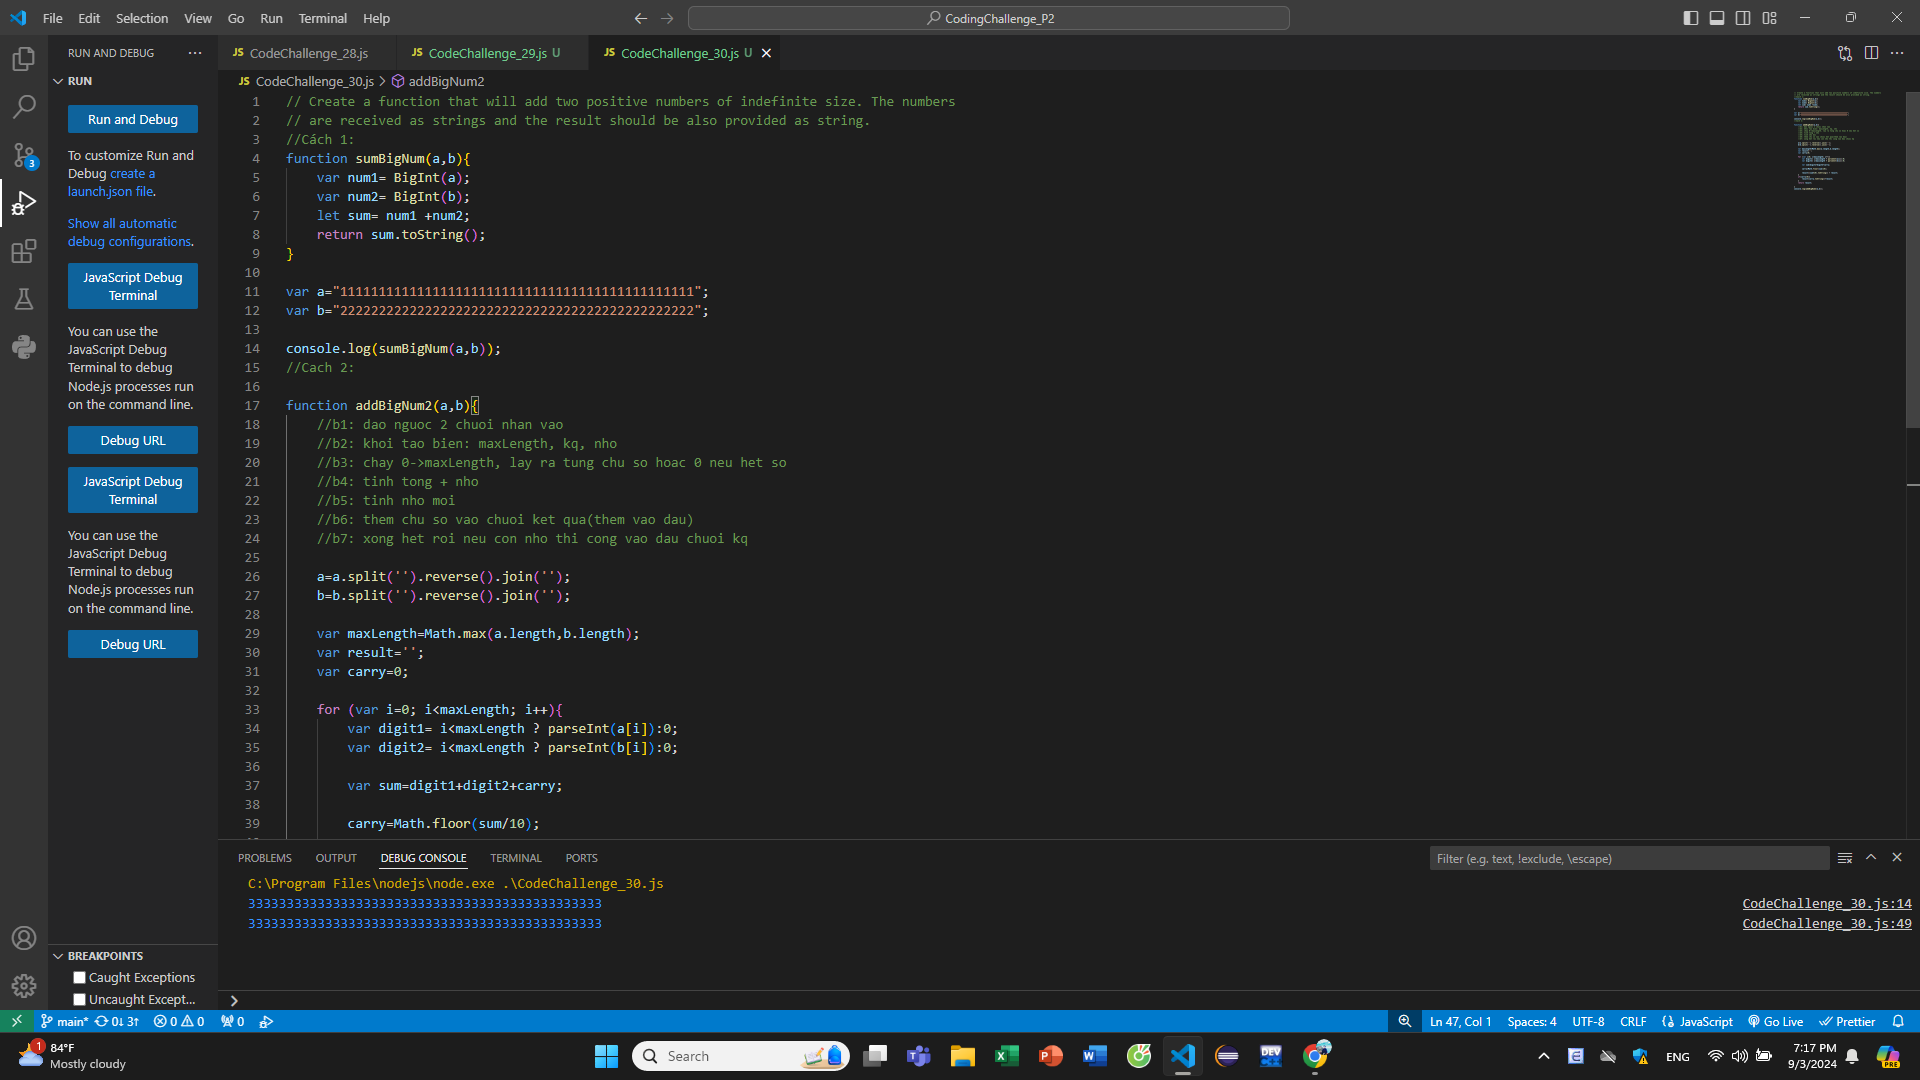 File Edit Selection View Go Run Terminal Help
CodingChallenge_P2
RUN AND DEBUG
RUN
Run and Debug
To customize Run and
Debug create a
launch.json file.
Show all automatic
debug configurations.
JavaScript Debug
Terminal
You can use the
JavaScript Debug
Terminal to debug
Node.js processes run
on the command line.
Debug URL
JavaScript Debug
Terminal
You can use the
JavaScript Debug
Terminal to debug
Node.js processes run
on the command line.
Debug URL
BREAKPOINTS
Caught Exceptions
Uncaught Except...
JS CodeChallenge_28.js
JS CodeChallenge_29.js U
JS CodeChallenge_30.js U
JS CodeChallenge_30.js > addBigNum2
1 // Create a function that will add two positive numbers of indefinite size. The numbers
2 // are received as strings and the result should be also provided as string.
3 //Cách 1:
4 function sumBigNum(a,b){
5 var num1= BigInt(a);
6 var num2= BigInt(b);
7 let sum= num1 +num2;
8 return sum.toString();
9 }
10
11 var a="1111111111111111111111111111111111111111111111";
12 var b="2222222222222222222222222222222222222222222222";
13
14 console.log(sumBigNum(a,b));
15 //Cach 2:
16
17 function addBigNum2(a,b){
18 //b1: dao nguoc 2 chuoi nhan vao
19 //b2: khoi tao bien: maxLength, kq, nho
20 //b3: chay 0->maxLength, lay ra tung chu so hoac 0 neu het so
21 //b4: tinh tong + nho
22 //b5: tinh nho moi
23 //b6: them chu so vao chuoi ket qua(them vao dau)
24 //b7: xong het roi neu con nho thi cong vao dau chuoi kq
25
26 a=a.split('').reverse().join('');
27 b=b.split('').reverse().join('');
28
29 var maxLength=Math.max(a.length,b.length);
30 var result='';
31 var carry=0;
32
33 for (var i=0; i<maxLength; i++){
34 var digit1= i<maxLength ? parseInt(a[i]):0;
35 var digit2= i<maxLength ? parseInt(b[i]):0;
36
37 var sum=digit1+digit2+carry;
38
39 carry=Math.floor(sum/10);
PROBLEMS OUTPUT DEBUG CONSOLE TERMINAL PORTS
Filter (e.g. text, !exclude, \escape)
C:\Program Files\nodejs\node.exe .\CodeChallenge_30.js
3333333333333333333333333333333333333333333333 CodeChallenge_30.js:14
3333333333333333333333333333333333333333333333 CodeChallenge_30.js:49
3
main* 0↓ 3↑ 0 0 0
Ln 47, Col 1 Spaces: 4 UTF-8 CRLF {} JavaScript Go Live Prettier
1
84°F
Mostly cloudy
Search
DEV
ENG
7:17 PM
9/3/2024
PRE